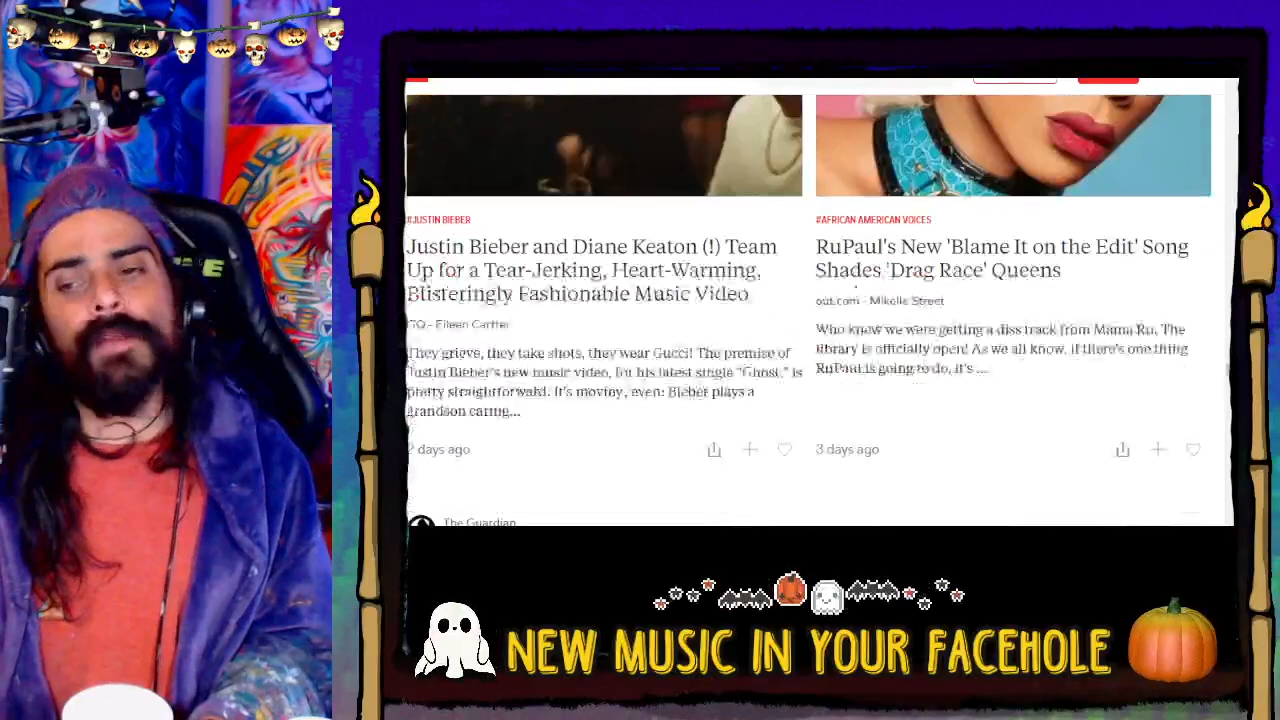 #JUSTIN BIEBER
Justin Bieber and Diane Keaton (!) Team
Up for a Tear-Jerking, Heart-Warming,
Blisteringly Fashionable Music Video
GQ - Eileen Cartter
They grieve, they take shots, they wear Gucci! The premise of
Justin Bieber's new music video, for his latest single "Ghost," is
pretty straightforward. It's moving, even: Bieber plays a
grandson caring...
2 days ago
#AFRICAN AMERICAN VOICES
RuPaul's New 'Blame It on the Edit' Song
Shades 'Drag Race' Queens
out.com - Mikelle Street
Who knew we were getting a diss track from Mama Ru. The
library is officially open! As we all know, if there's one thing
RuPaul is going to do, it's ...
3 days ago
The Guardian
NEW MUSIC IN YOUR FACEHOLE